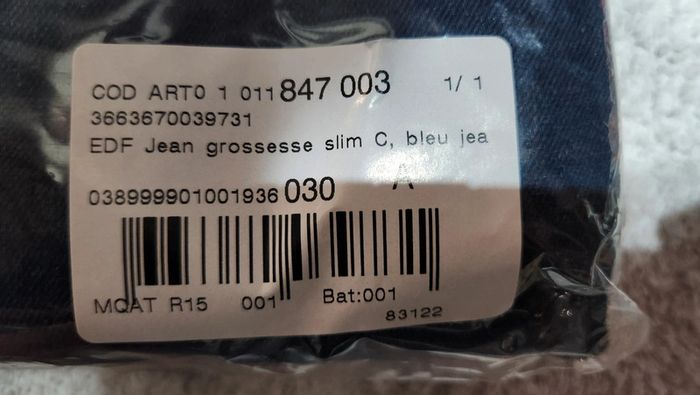 COD ART0 1 011 847 003 1/ 1
3663670039731
EDF Jean grossesse slim C, bleu jea
038999901001936 030 A
MQAT R15 001 Bat:001
83122